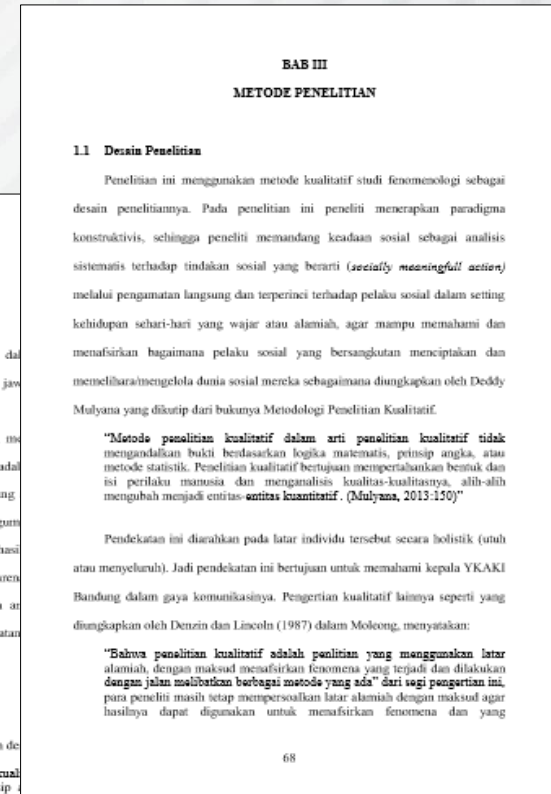 BAB III
METODE PENELITIAN
1.1 Desain Penelitian
Penelitian ini menggunakan metode kualitatif studi fenomenologi sebagai
desain penelitiannya. Pada penelitian ini peneliti menerapkan paradigma
konstruktivis, sehingga peneliti memandang keadaan sosial sebagai analisis
sistematis terhadap tindakan sosial yang berarti (socially meaningfull action)
melalui pengamatan langsung dan terperinci terhadap pelaku sosial dalam setting
kehidupan sehari-hari yang wajar atau alamiah, agar mampu memahami dan
menafsirkan bagaimana pelaku sosial yang bersangkutan menciptakan dan
memelihara/mengelola dunia sosial mereka sebagaimana diungkapkan oleh Deddy
Mulyana yang dikutip dari bukunya Metodologi Penelitian Kualitatif.
“Metode penelitian kualitatif dalam arti penelitian kualitatif tidak
mengandalkan bukti berdasarkan logika matematis, prinsip angka, atau
metode statistik. Penelitian kualitatif bertujuan mempertahankan bentuk dan
isi perilaku manusia dan menganalisis kualitas-kualitasnya, alih-alih
mengubah menjadi entitas-entitas kuantitatif . (Mulyana, 2013:150)”
Pendekatan ini diarahkan pada latar individu tersebut secara holistik (utuh
atau menyeluruh). Jadi pendekatan ini bertujuan untuk memahami kepala YKAKI
Bandung dalam gaya komunikasinya. Pengertian kualitatif lainnya seperti yang
diungkapkan oleh Denzin dan Lincoln (1987) dalam Moleong, menyatakan:
“Bahwa penelitian kualitatif adalah penlitian yang menggunakan latar
alamiah, dengan maksud menafsirkan fenomena yang terjadi dan dilakukan
dengan jalan melibatkan berbagai metode yang ada” dari segi pengertian ini,
para peneliti masih tetap mempersoalkan latar alamiah dengan maksud agar
hasilnya dapat digunakan untuk menafsirkan fenomena dan yang
68